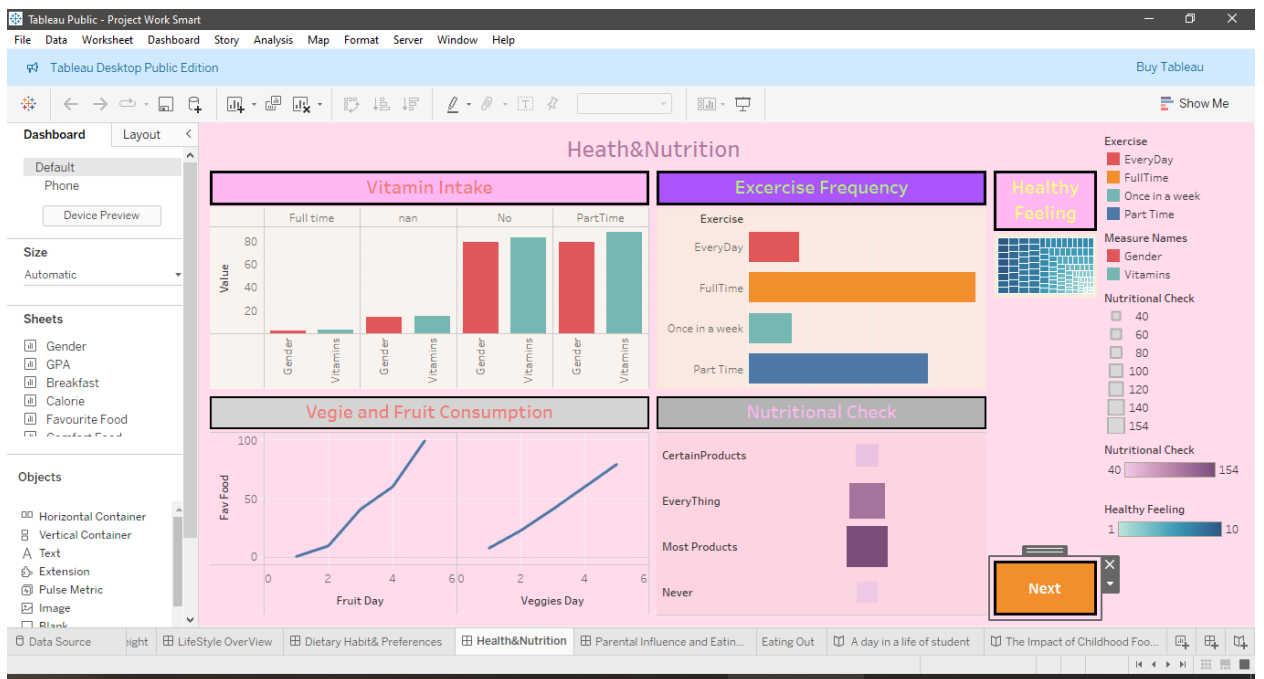 Tableau Public - Project Work Smart
File Data Worksheet Dashboard Story Analysis Map Format Server Window Help
Tableau Desktop Public Edition
Buy Tableau
Show Me
Dashboard Layout
Default
Phone
Device Preview
Size
Automatic
Sheets
Gender
GPA
Breakfast
Calorie
Favourite Food
Comfort Food
Objects
Horizontal Container
Vertical Container
Text
Extension
Pulse Metric
Image
Blank
Heath&Nutrition
Vitamin Intake
Full time nan No PartTime
Value
80
60
40
20
Gender Vitamins Gender Vitamins Gender Vitamins Gender Vitamins
Excercise Frequency
Exercise
EveryDay
FullTime
Once in a week
Part Time
Healthy
Feeling
Vegie and Fruit Consumption
Fav Food
100
50
0
0 2 4 6 0 2 4 6
Fruit Day Veggies Day
Nutritional Check
CertainProducts
EveryThing
Most Products
Never
Exercise
EveryDay
FullTime
Once in a week
Part Time
Measure Names
Gender
Vitamins
Nutritional Check
40
60
80
100
120
140
154
Nutritional Check
40 154
Healthy Feeling
1 10
Next
Data Source eight LifeStyle OverView Dietary Habit& Preferences Health&Nutrition Parental Influence and Eatin... Eating Out A day in a life of student The Impact of Childhood Foo...